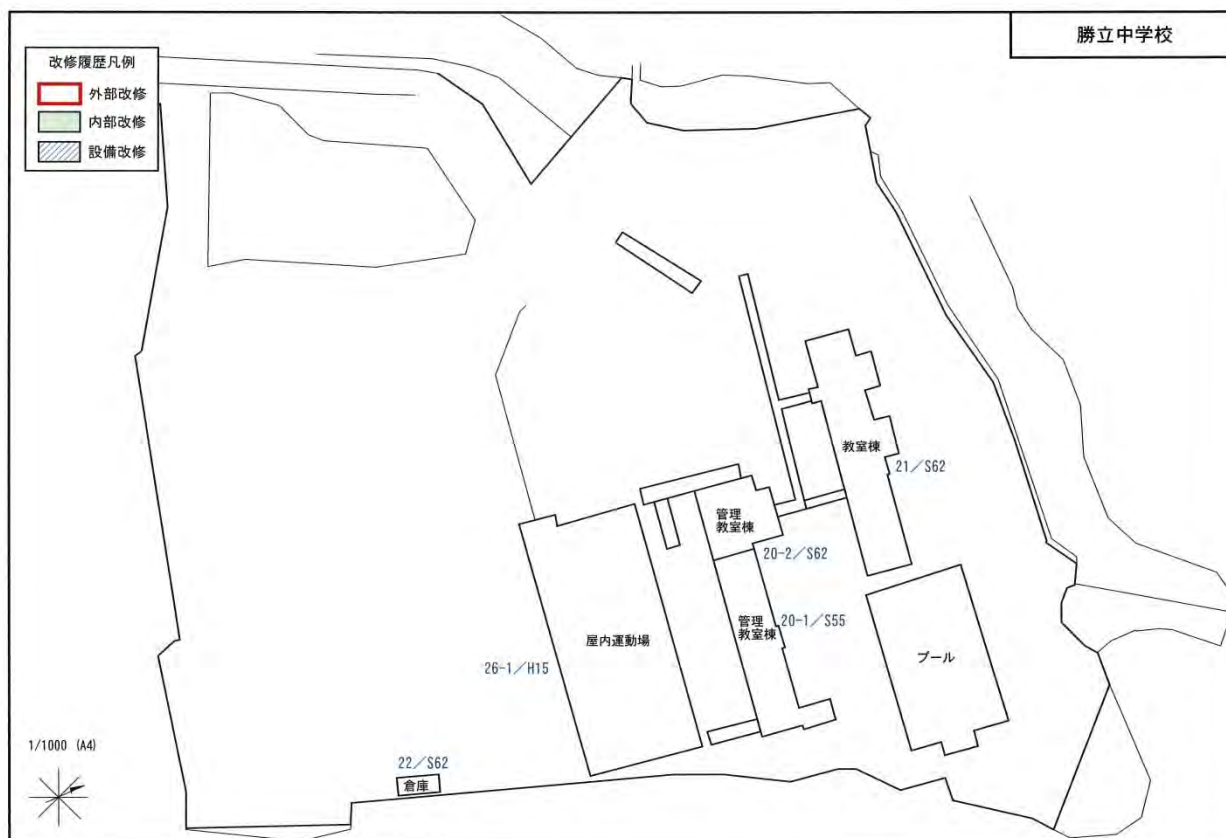 勝立中学校
改修履歴凡例
外部改修
内部改修
設備改修
教室棟
21／S62
管理
教室棟
20-2／S62
管理
教室棟
20-1／S55
屋内運動場
26-1／H15
プール
1/1000 (A4)
22／S62
倉庫